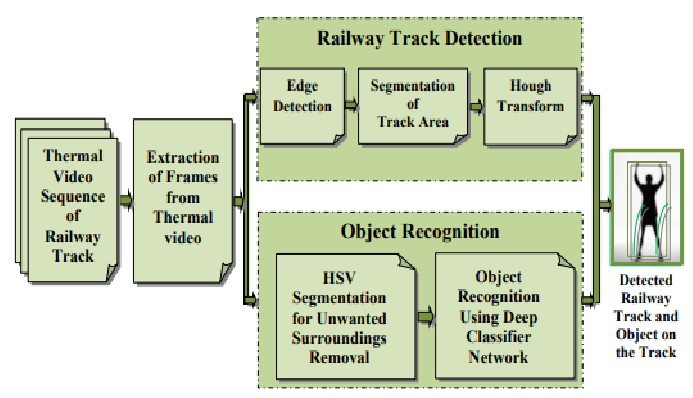 Thermal
Video
Sequence
of
Railway
Track
Extraction
of Frames
from
Thermal
video
Railway Track Detection
Edge
Detection
Segmentation
of
Track Area
Hough
Transform
Object Recognition
HSV
Segmentation
for Unwanted
Surroundings
Removal
Object
Recognition
Using Deep
Classifier
Network
Detected
Railway
Track and
Object on
the Track